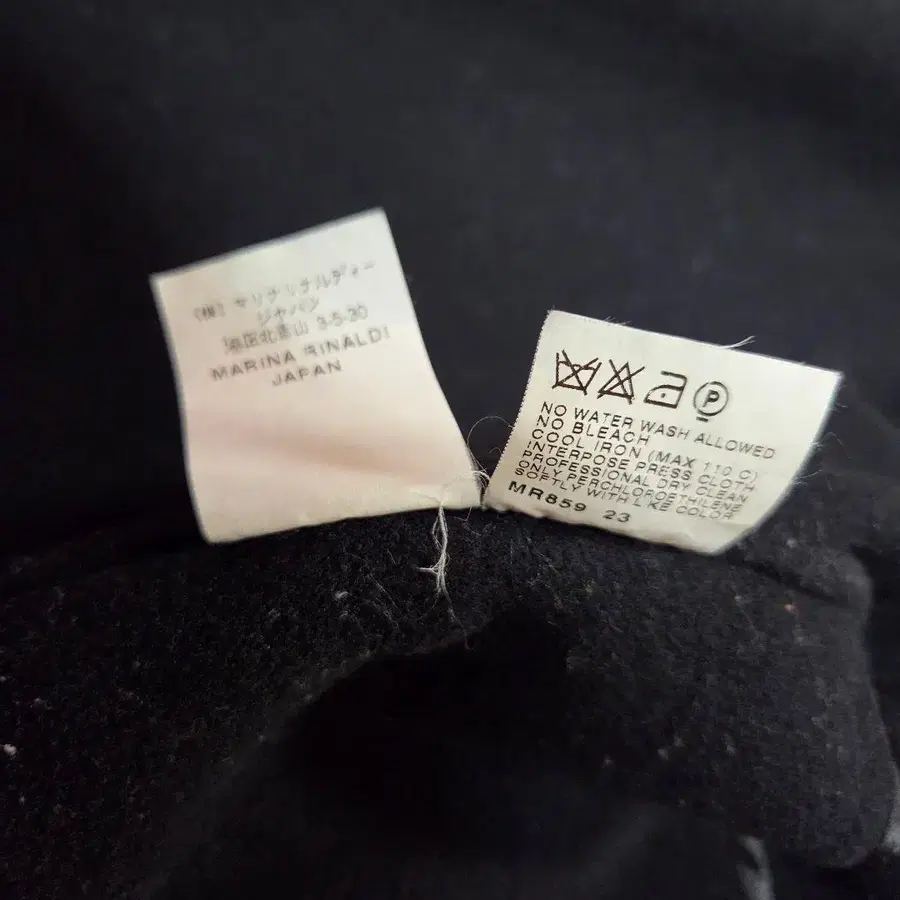 (株) マリナリナルディー
ジャパン
港区北青山 3-5-30
MARINA RINALDI
JAPAN
P
NO WATER WASH ALLOWED
NO BLEACH
COOL IRON (MAX 110 C)
INTERPOSE PRESS CLOTH
PROFESSIONAL DRY CLEAN
ONLY PERCHLOROETHILENE
SOFTLY WITH LIKE COLOR
MR859 23